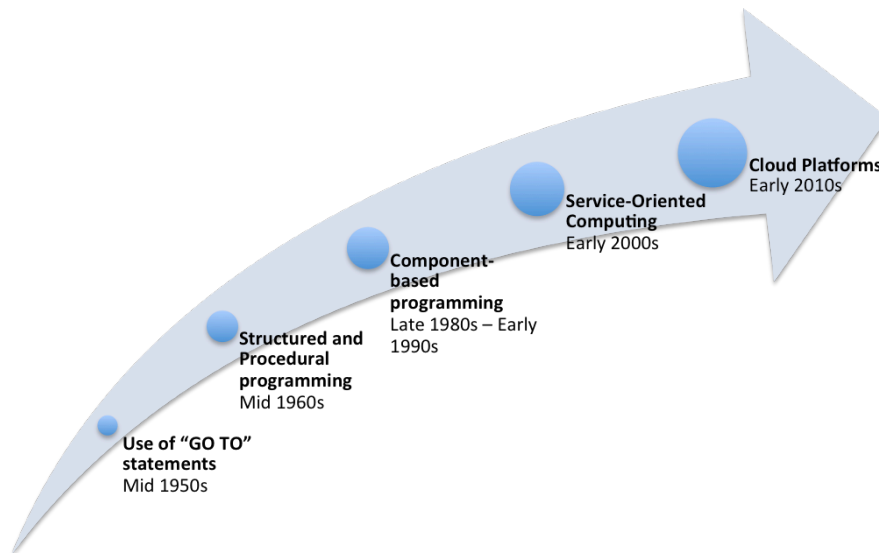 Use of “GO TO”
statements
Mid 1950s
Structured and
Procedural
programming
Mid 1960s
Component-
based
programming
Late 1980s – Early
1990s
Service-Oriented
Computing
Early 2000s
Cloud Platforms
Early 2010s